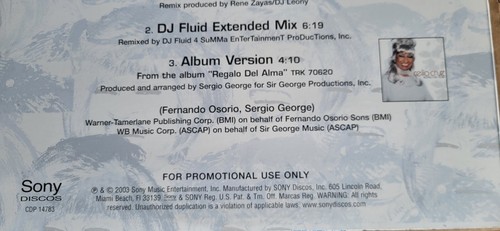 Remix produced by Rene Zayas/DJ Leony
2. DJ Fluid Extended Mix 6:19
Remixed by DJ Fluid 4 SuMMa EnTerTainmenT ProDucTions, Inc.
3. Album Version 4:10
From the album "Regalo Del Alma" TRK 70620
Produced and arranged by Sergio George for Sir George Productions, Inc.
(Fernando Osorio, Sergio George)
Warner-Tamerlane Publishing Corp. (BMI) on behalf of Fernando Osorio Sons (BMI)
WB Music Corp. (ASCAP) on behalf of Sir George Music (ASCAP)
FOR PROMOTIONAL USE ONLY
Sony
DISCOS
CDP 14783
℗ & © 2003 Sony Music Entertainment, Inc. Manufactured by SONY Discos, Inc. 605 Lincoln Road,
Miami Beach, Fl 33139. & SONY Reg. U.S. Pat. & Tm. Off. Marcas Reg. WARNING: All rights
reserved. Unauthorized duplication is a violation of applicable laws. www.sonydiscos.com